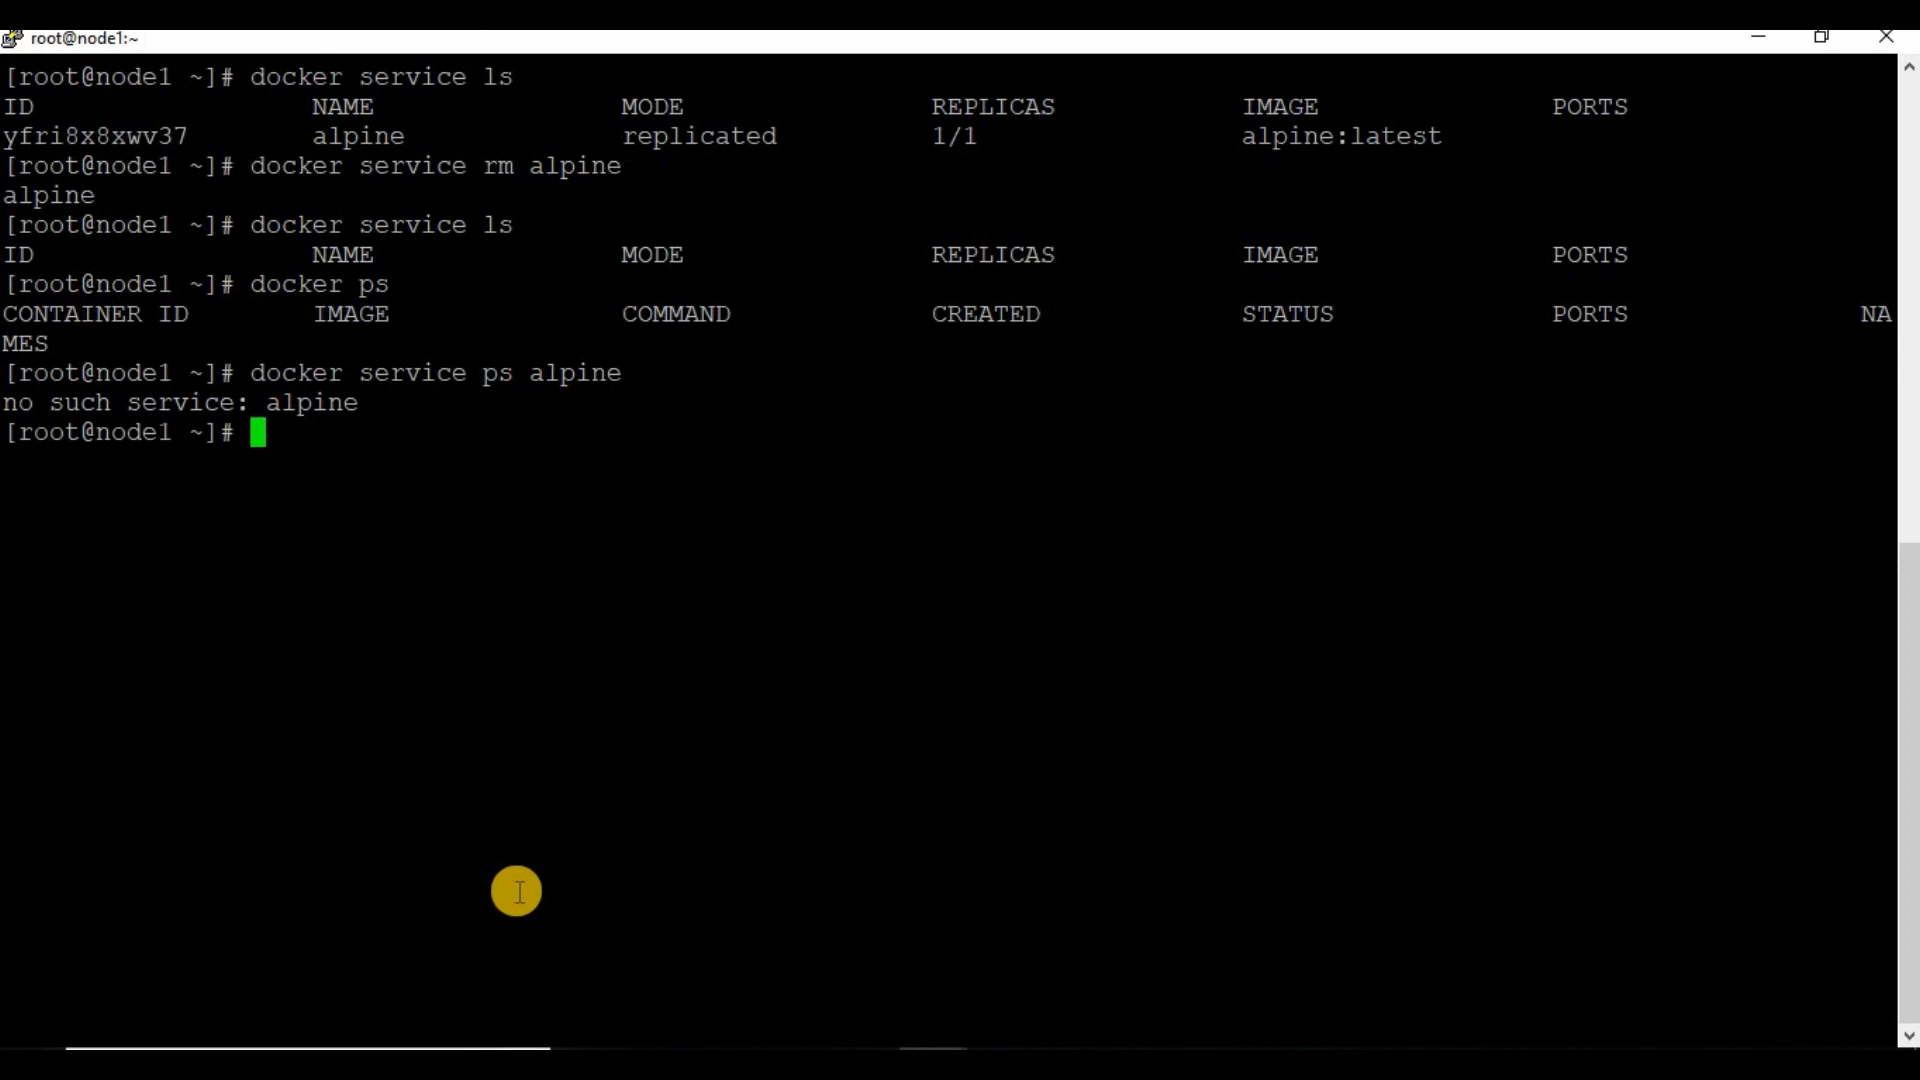 root@node1:~
[root@node1 ~]# docker service ls
ID NAME MODE REPLICAS IMAGE PORTS
yfri8x8xwv37 alpine replicated 1/1 alpine:latest
[root@node1 ~]# docker service rm alpine
alpine
[root@node1 ~]# docker service ls
ID NAME MODE REPLICAS IMAGE PORTS
[root@node1 ~]# docker ps
CONTAINER ID IMAGE COMMAND CREATED STATUS PORTS NA
MES
[root@node1 ~]# docker service ps alpine
no such service: alpine
[root@node1 ~]#